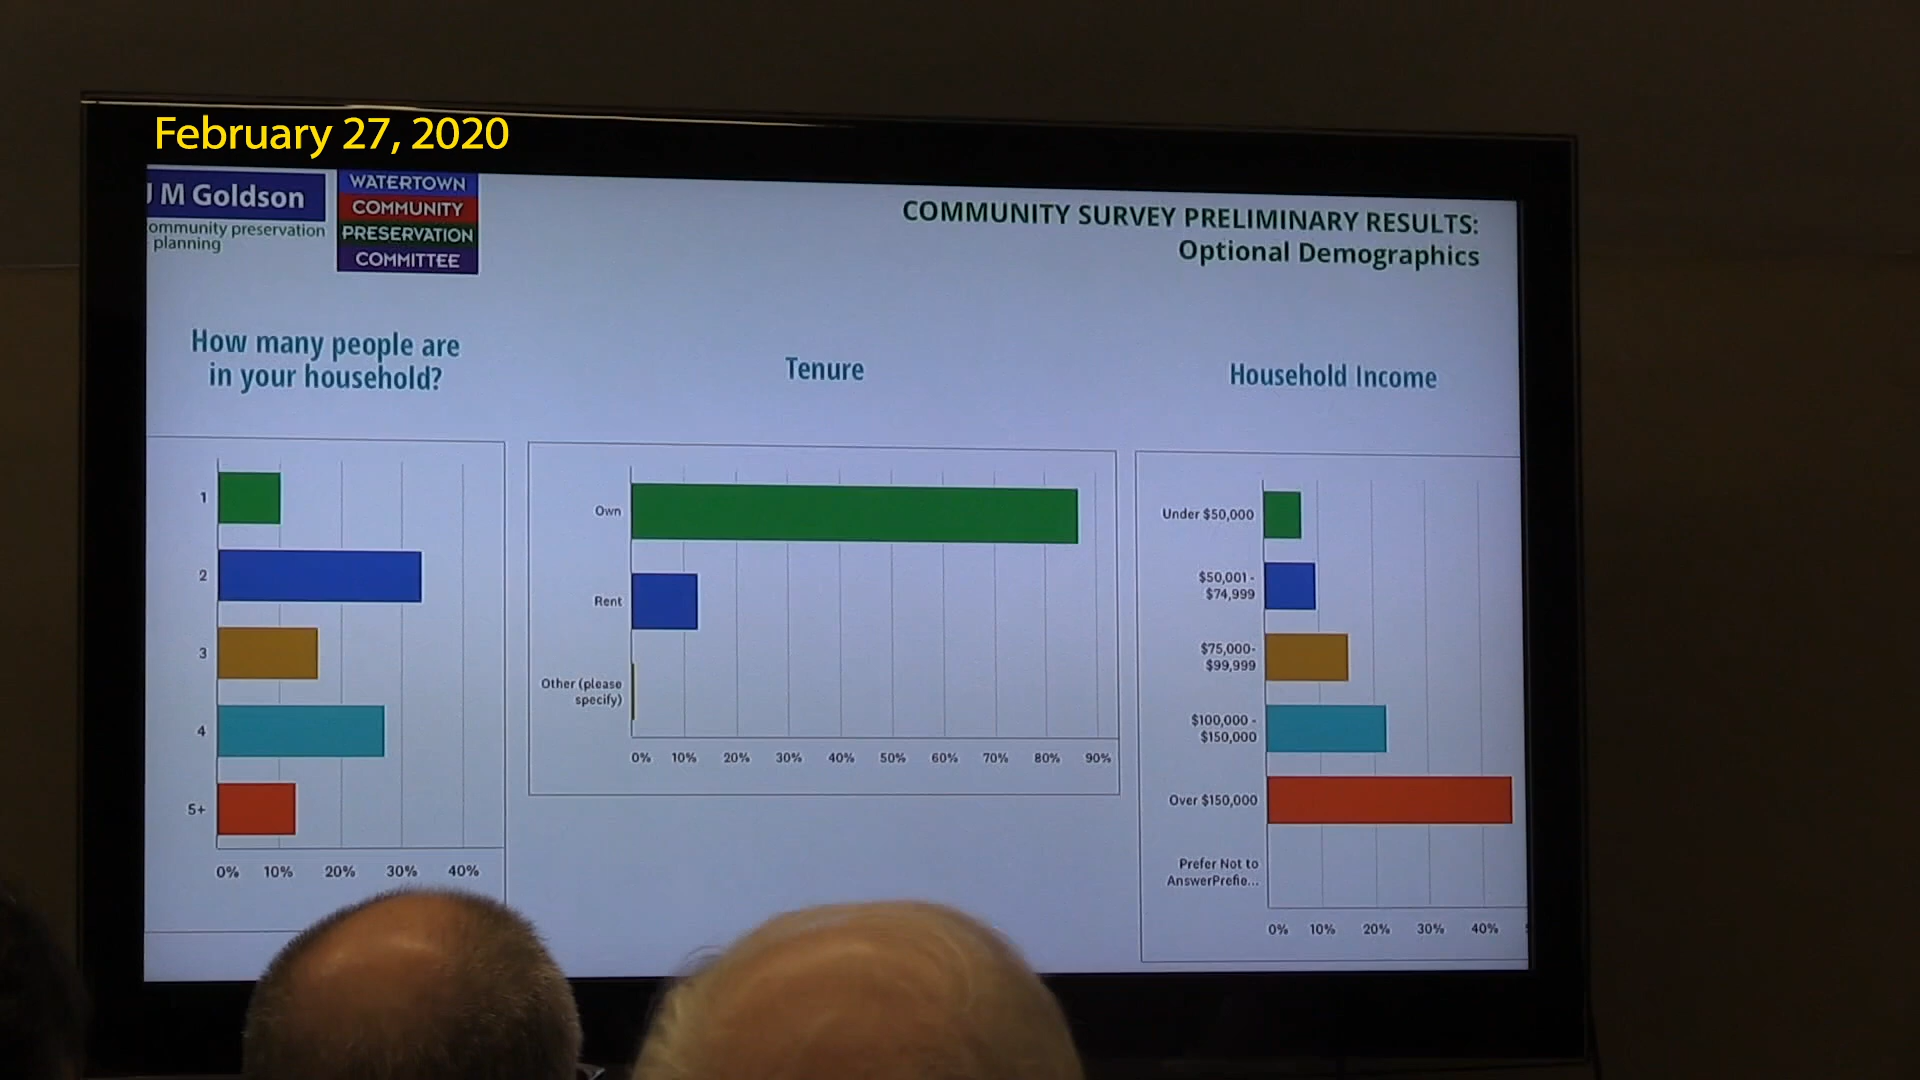 February 27, 2020
J M Goldson
ommunity preservation
planning
WATERTOWN
COMMUNITY
PRESERVATION
COMMITTEE
COMMUNITY SURVEY PRELIMINARY RESULTS:
Optional Demographics
How many people are
in your household?
1
2
3
4
5+
0% 10% 20% 30% 40%
Tenure
Own
Rent
Other (please
specify)
0% 10% 20% 30% 40% 50% 60% 70% 80% 90%
Household Income
Under $50,000
$50,001 -
$74,999
$75,000-
$99,999
$100,000 -
$150,000
Over $150,000
Prefer Not to
AnswerPrefie...
0% 10% 20% 30% 40%